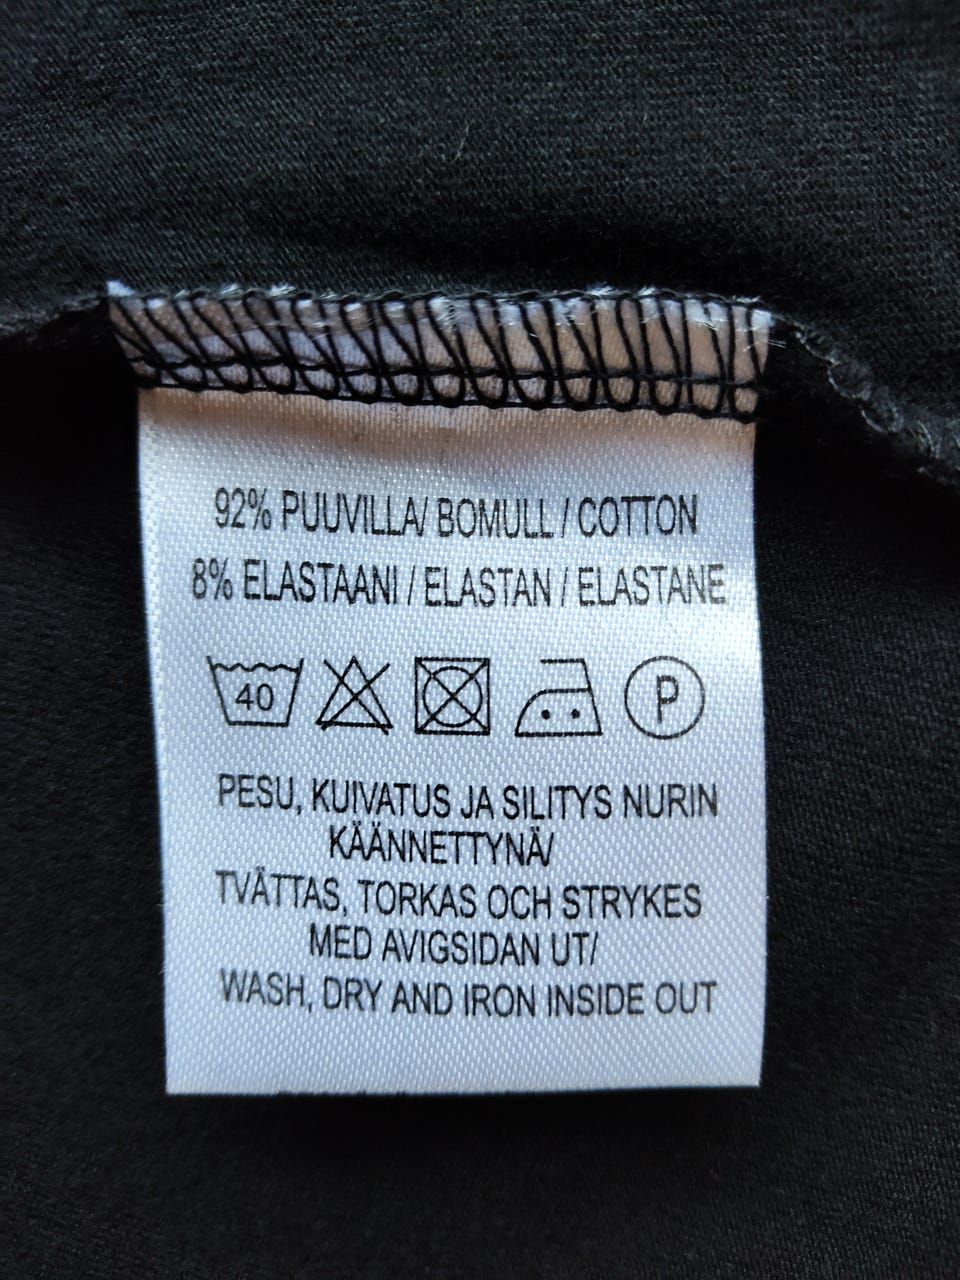 92% PUUVILLA/ BOMULL / COTTON
8% ELASTAANI / ELASTAN / ELASTANE
40 P
PESU, KUIVATUS JA SILITYS NURIN
KÄÄNNETTYNÄ/
TVÄTTAS, TORKAS OCH STRYKES
MED AVIGSIDAN UT/
WASH, DRY AND IRON INSIDE OUT